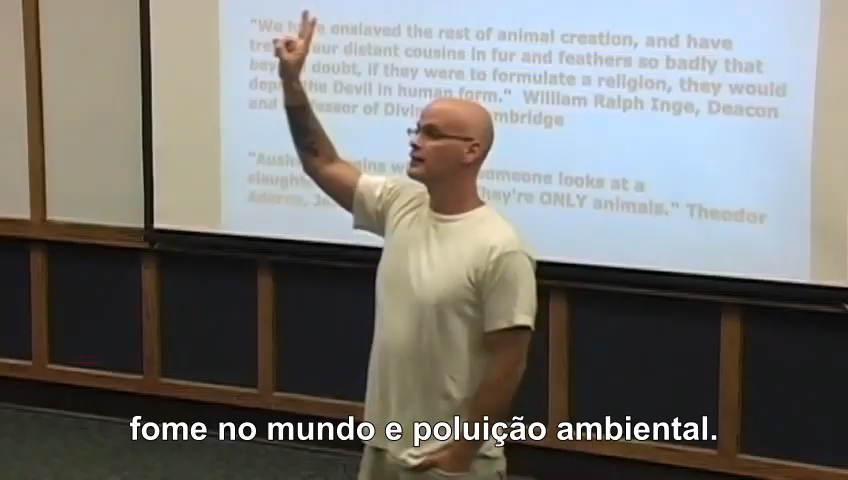 "We have enslaved the rest of animal creation, and have
our distant cousins in fur and feathers so badly that
doubt, if they were to formulate a religion, they would
the Devil in human form." William Ralph Inge, Deacon
and of mbridge
someone looks at a
They're ONLY animals." Theodor
fome no mundo e poluição ambiental.